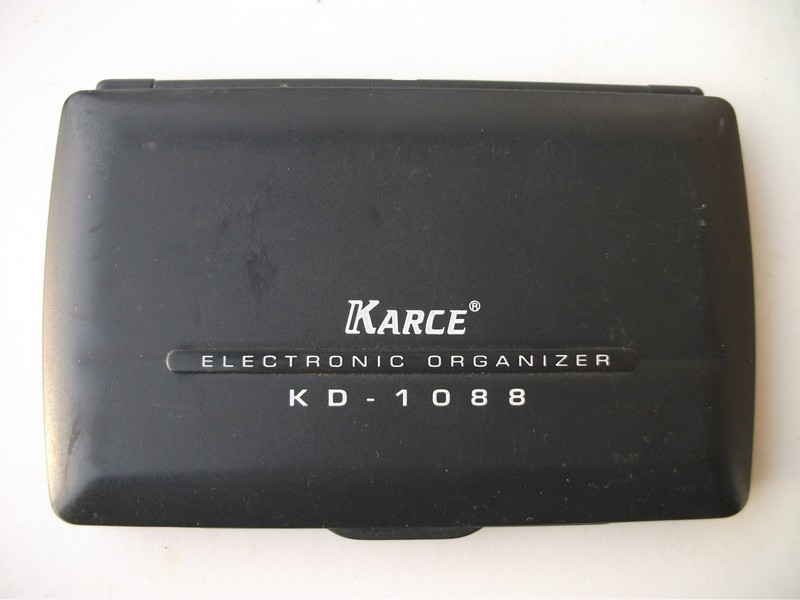 KARCE®
ELECTRONIC ORGANIZER
KD-1088